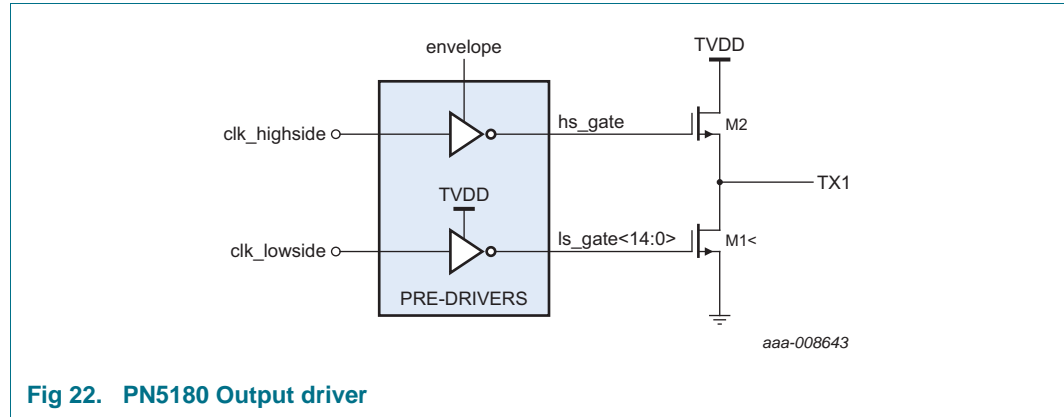 envelope
TVDD
clk_highside
hs_gate
M2
TX1
TVDD
clk_lowside
ls_gate<14:0>
M1<
PRE-DRIVERS
aaa-008643
Fig 22. PN5180 Output driver